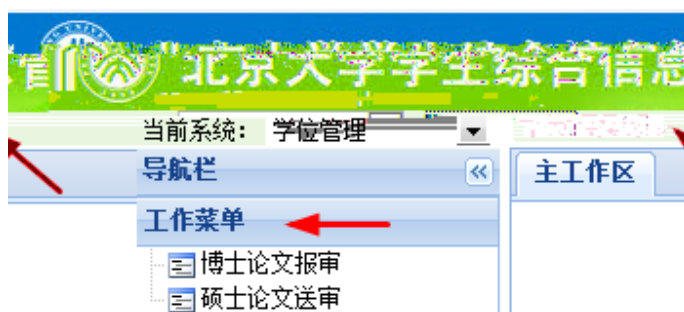 北京大学学生综合信息
当前系统： 学位管理
导航栏
主工作区
工作菜单
博士论文报审
硕士论文送审